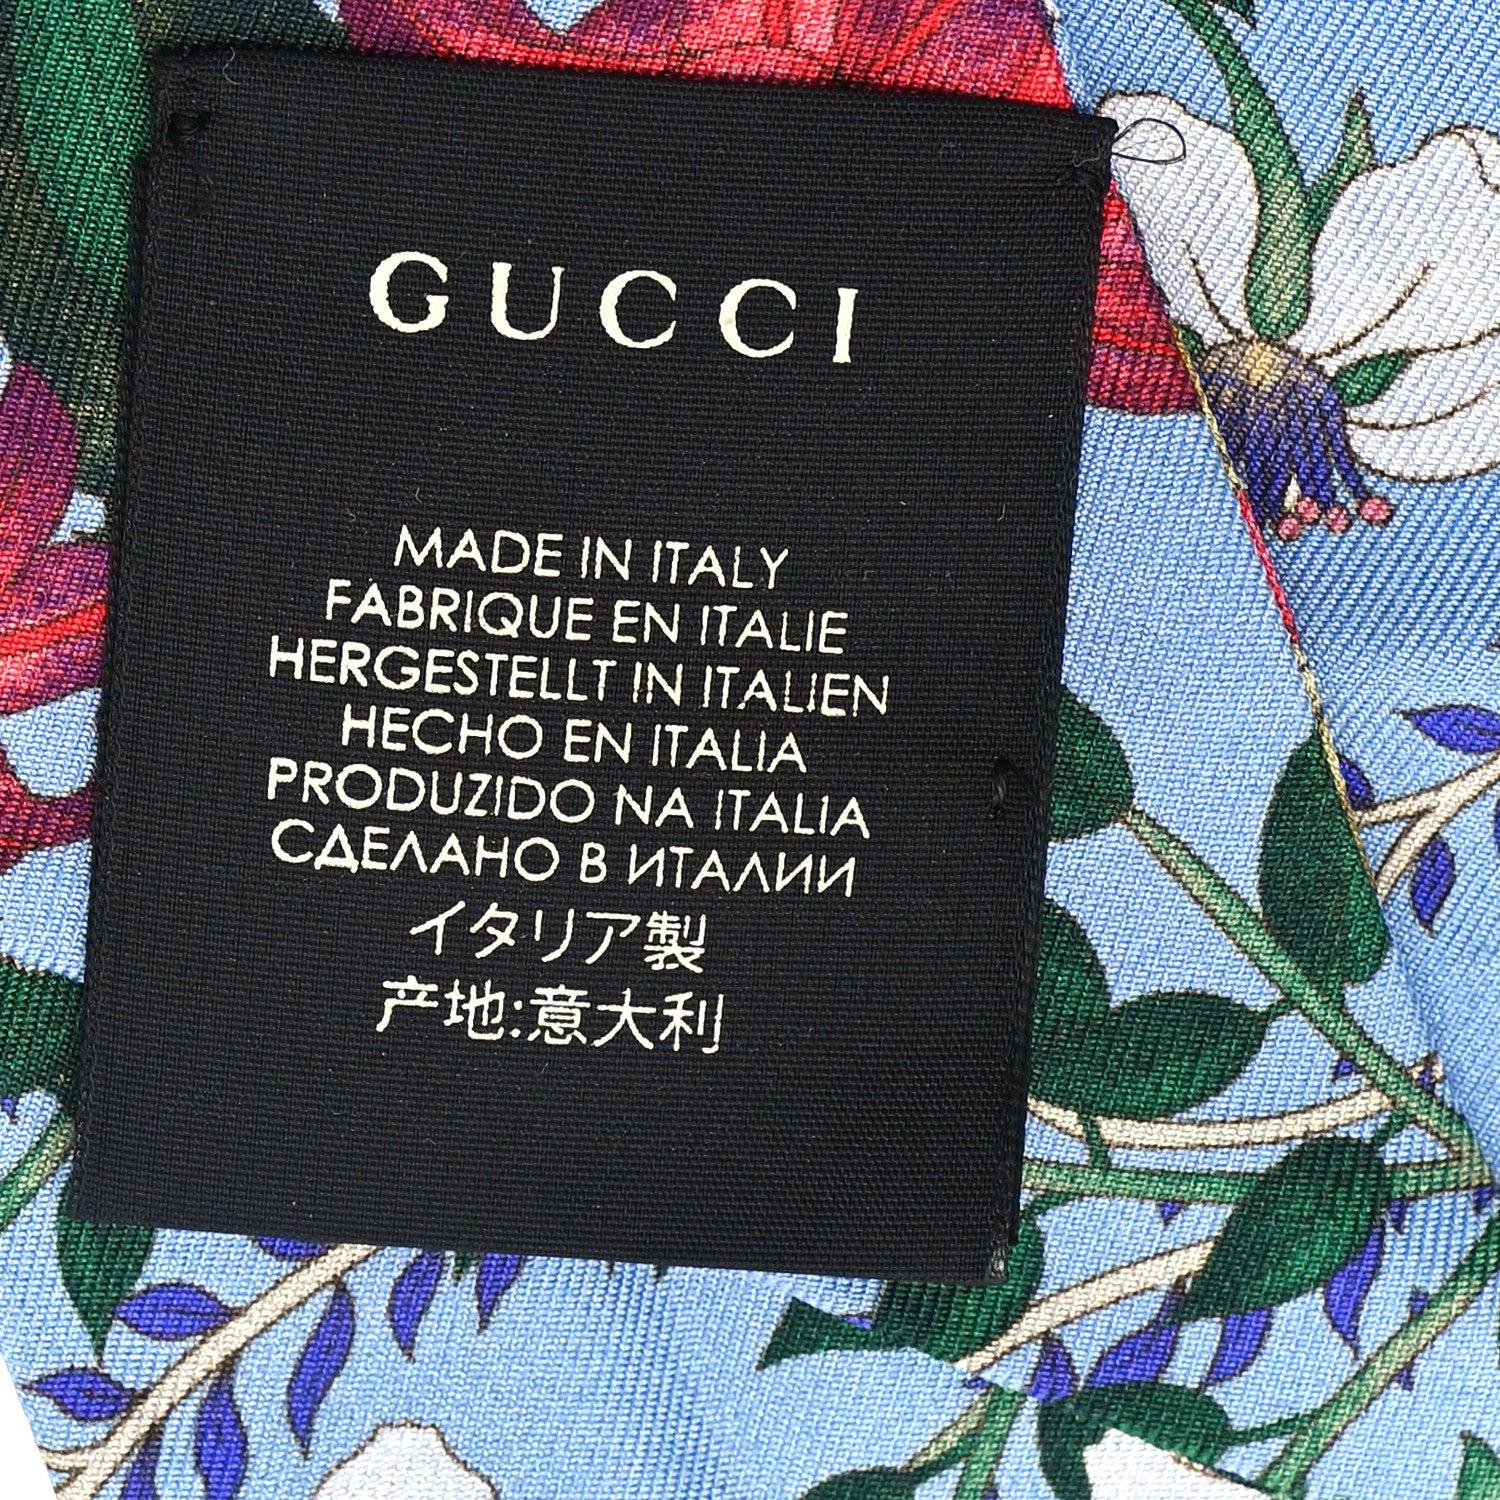 GUCCI
MADE IN ITALY
FABRIQUE EN ITALIE
HERGESTELLT IN ITALIEN
HECHO EN ITALIA
PRODUZIDO NA ITALIA
СДЕЛАНО В ИТАЛИИ
イタリア製
产地:意大利